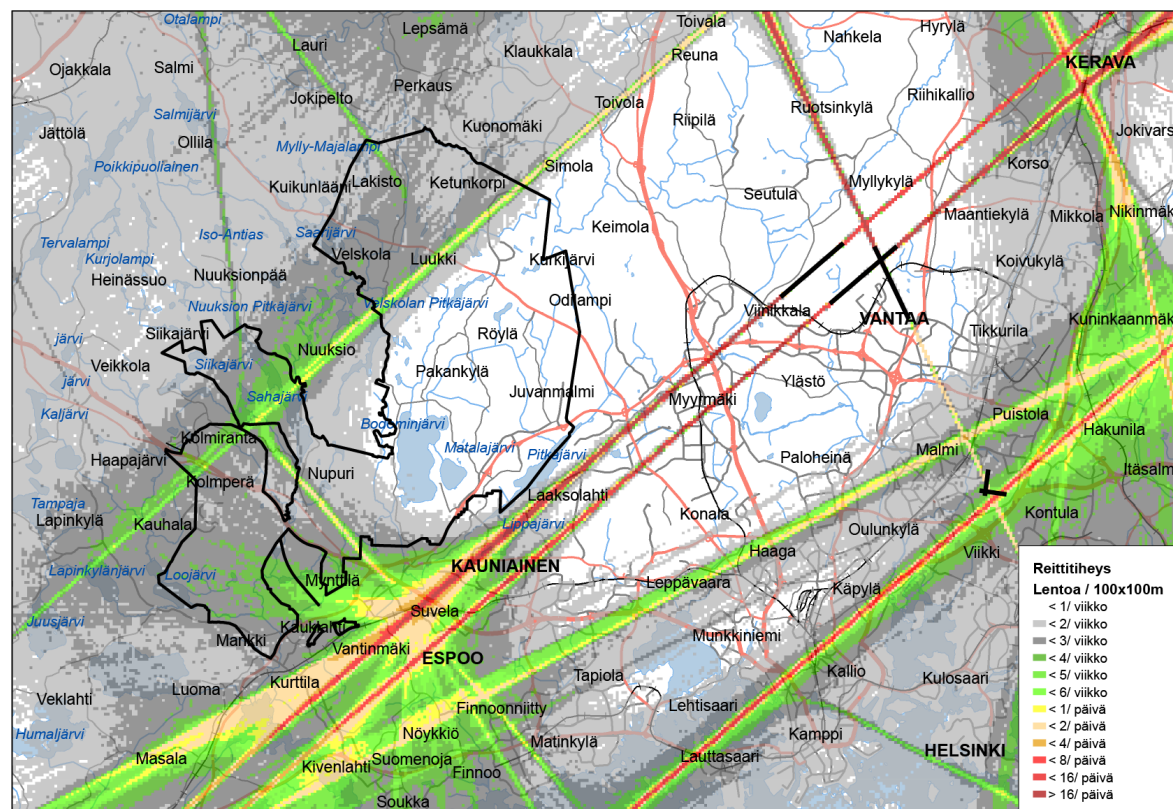 Otalampi
Toivala
Lepsämä
Lauri
Nahkela
Hyrylä
Klaukkala
Reuna
Salmi
Ojakkala
KERAVA
Perkaus
Jokipelto
Toivola
Ruotsinkylä
Riihikallio
Salmijärvi
Riipilä
Kuonomäki
Jättölä
Jokivars
Ollila
Mylly-Majalampi
Poikkipuoliainen
Simola
Korso
Kuikunlääni
Lakisto
Ketunkorpi
Seutula
Myllykylä
Nikinmäk
Maantiekylä
Mikkola
Keimola
Iso-Antias
Saarijärvi
Tervalampi
Velskola
Luukki
Kurkijärvi
Kurjolampi
Koivukylä
Heinässuo
Nuuksionpää
Odilampi
Nuuksion Pitkäjärvi
Velskolan Pitkäjärvi
Viinikkala
VANTAA
Kuninkaanmäk
Siikajärvi
Röylä
Tikkurila
järvi
Nuuksio
Veikkola
Siikajärvi
Pakankylä
järvi
Ylästö
Juvanmalmi
Sahajärvi
Myyrmäki
Kaljärvi
Puistola
Bodominjärvi
Hakunila
Kolmiranta
Matalajärvi
Malmi
Haapajärvi
Pitkäjärvi
Paloheinä
Nupuri
Itäsalm
Kolmperä
Laaksolahti
Tampaja
Kontula
Lapinkylä
Kauhala
Konala
Lippajärvi
Oulunkylä
Haaga
Viikki
KAUNIAINEN
Lapinkylänjärvi
Loojärvi
Myntilä
Leppävaara
Käpylä
Suvela
Juusjärvi
Kauklahti
Munkkiniemi
Mankki
Vantinmäki
ESPOO
Kallio
Tapiola
Kulosaari
Kurttila
Luoma
Veklahti
Lehtisaari
Finnoonniitty
Kamppi
Humaljärvi
Nöykkiö
Matinkylä
HELSINKI
Masala
Suomenoja
Lauttasaari
Kivenlahti
Finnoo
Soukka
Reittitiheys
Lentoa / 100x100m
< 1/ viikko
< 2/ viikko
< 3/ viikko
< 4/ viikko
< 5/ viikko
< 6/ viikko
< 1/ päivä
< 2/ päivä
< 4/ päivä
< 8/ päivä
< 16/ päivä
> 16/ päivä